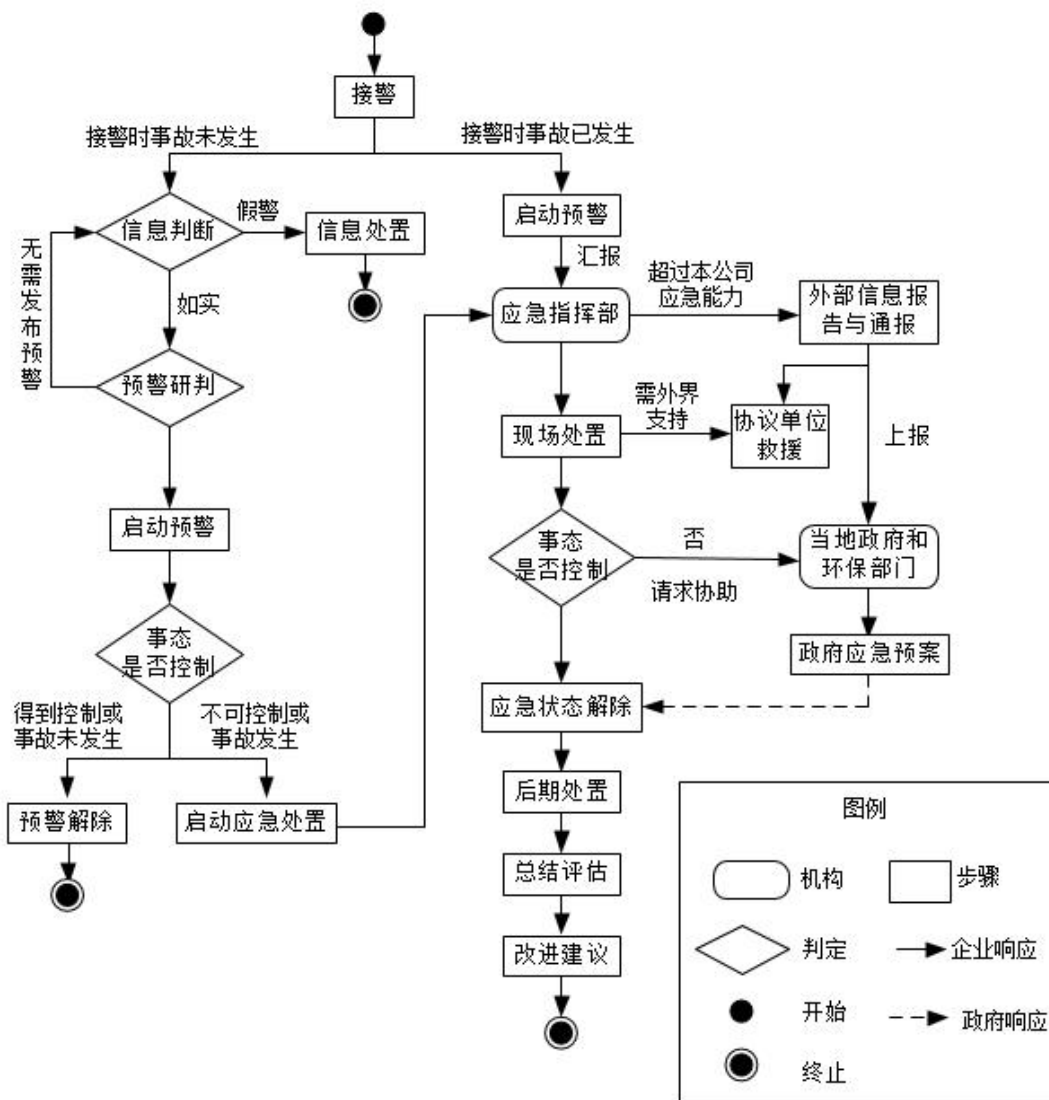 接警
接警时事故未发生
接警时事故已发生
信息判断
假警
信息处置
启动预警
无需发布预警
如实
汇报
超过本公司
应急能力
应急指挥部
外部信息报
告与通报
预警研判
需外界
支持
现场处置
协议单位
救援
上报
启动预警
事态
是否控制
否
请求协助
当地政府和
环保部门
事态
是否控制
政府应急预案
得到控制或
事故未发生
不可控制或
事故发生
应急状态解除
预警解除
启动应急处置
后期处置
总结评估
改进建议
图例
机构
步骤
判定
企业响应
开始
政府响应
终止